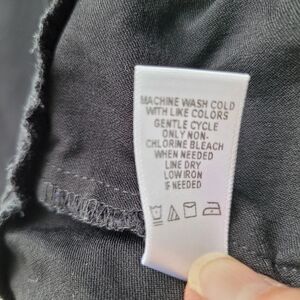 MACHINE WASH COLD
WITH LIKE COLORS
GENTLE CYCLE
ONLY NON-
CHLORINE BLEACH
WHEN NEEDED
LINE DRY
LOW IRON
IF NEEDED